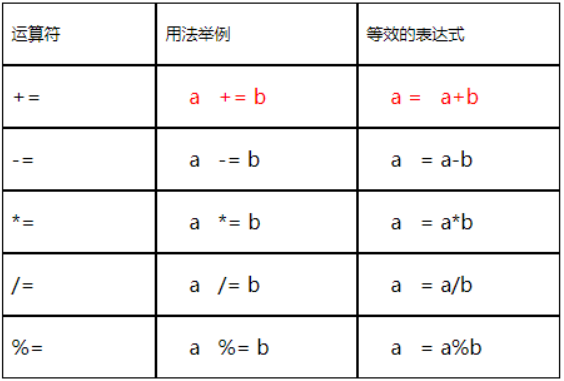 运算符 用法举例 等效的表达式
+= a += b a = a+b
-= a -= b a = a-b
*= a *= b a = a*b
/= a /= b a = a/b
%= a %= b a = a%b